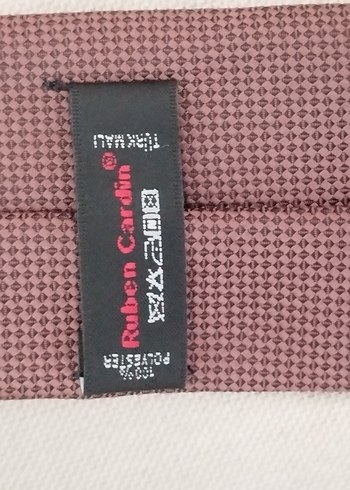 TÜRK MALI
Ruben Cardin®
100%
POLYESTER